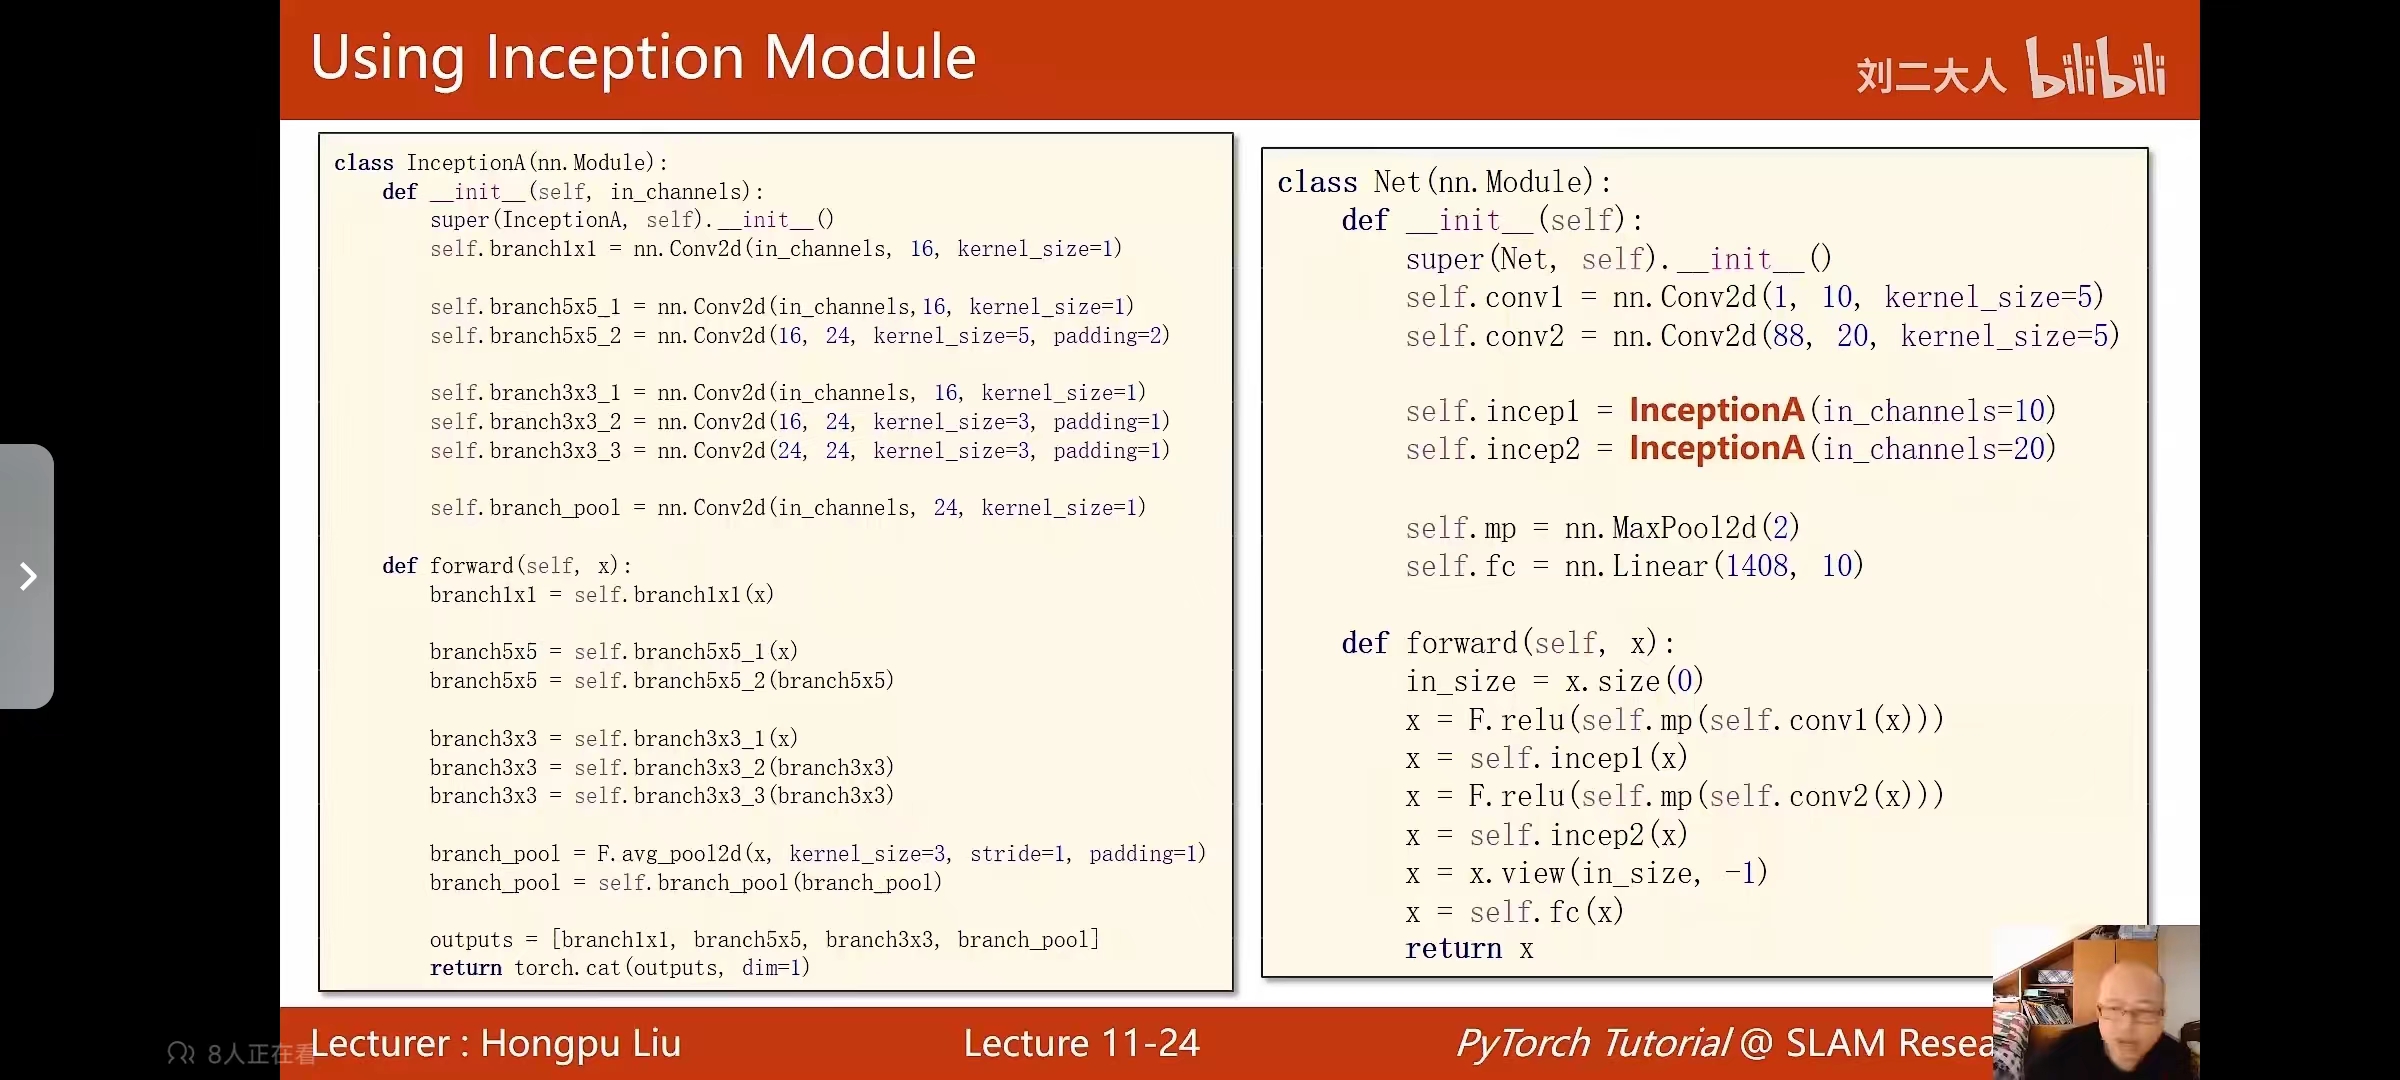 Using Inception Module
刘二大人 bilibili
class InceptionA(nn.Module):
def __init__(self, in_channels):
super(InceptionA, self).__init__()
self.branch1x1 = nn.Conv2d(in_channels, 16, kernel_size=1)
self.branch5x5_1 = nn.Conv2d(in_channels,16, kernel_size=1)
self.branch5x5_2 = nn.Conv2d(16, 24, kernel_size=5, padding=2)
self.branch3x3_1 = nn.Conv2d(in_channels, 16, kernel_size=1)
self.branch3x3_2 = nn.Conv2d(16, 24, kernel_size=3, padding=1)
self.branch3x3_3 = nn.Conv2d(24, 24, kernel_size=3, padding=1)
self.branch_pool = nn.Conv2d(in_channels, 24, kernel_size=1)
def forward(self, x):
branch1x1 = self.branch1x1(x)
branch5x5 = self.branch5x5_1(x)
branch5x5 = self.branch5x5_2(branch5x5)
branch3x3 = self.branch3x3_1(x)
branch3x3 = self.branch3x3_2(branch3x3)
branch3x3 = self.branch3x3_3(branch3x3)
branch_pool = F.avg_pool2d(x, kernel_size=3, stride=1, padding=1)
branch_pool = self.branch_pool(branch_pool)
outputs = [branch1x1, branch5x5, branch3x3, branch_pool]
return torch.cat(outputs, dim=1)
class Net(nn.Module):
def __init__(self):
super(Net, self).__init__()
self.conv1 = nn.Conv2d(1, 10, kernel_size=5)
self.conv2 = nn.Conv2d(88, 20, kernel_size=5)
self.incep1 = InceptionA(in_channels=10)
self.incep2 = InceptionA(in_channels=20)
self.mp = nn.MaxPool2d(2)
self.fc = nn.Linear(1408, 10)
def forward(self, x):
in_size = x.size(0)
x = F.relu(self.mp(self.conv1(x)))
x = self.incep1(x)
x = F.relu(self.mp(self.conv2(x)))
x = self.incep2(x)
x = x.view(in_size, -1)
x = self.fc(x)
return x
8人正在看
Lecturer : Hongpu Liu
Lecture 11-24
PyTorch Tutorial @ SLAM Resea